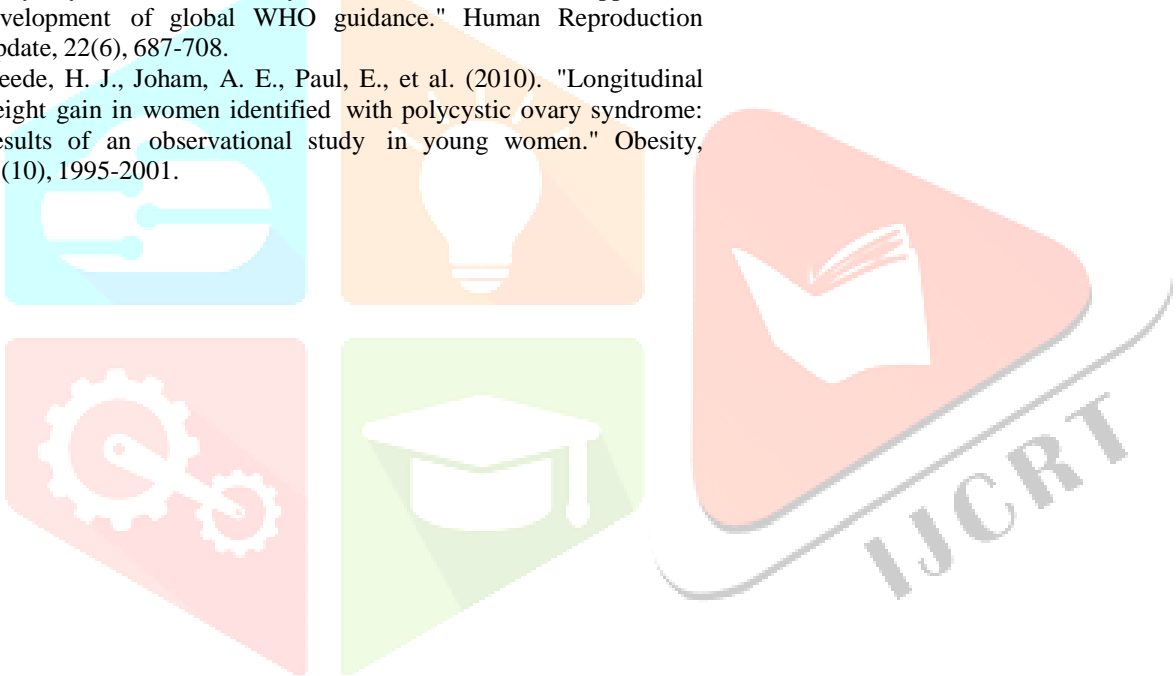 velopment of global WHO guidance." Human Reproduction
pdate, 22(6), 687-708.
eede, H. J., Joham, A. E., Paul, E., et al. (2010). "Longitudinal
eight gain in women identified with polycystic ovary syndrome:
esults of an observational study in young women." Obesity,
(10), 1995-2001.
IJCRT